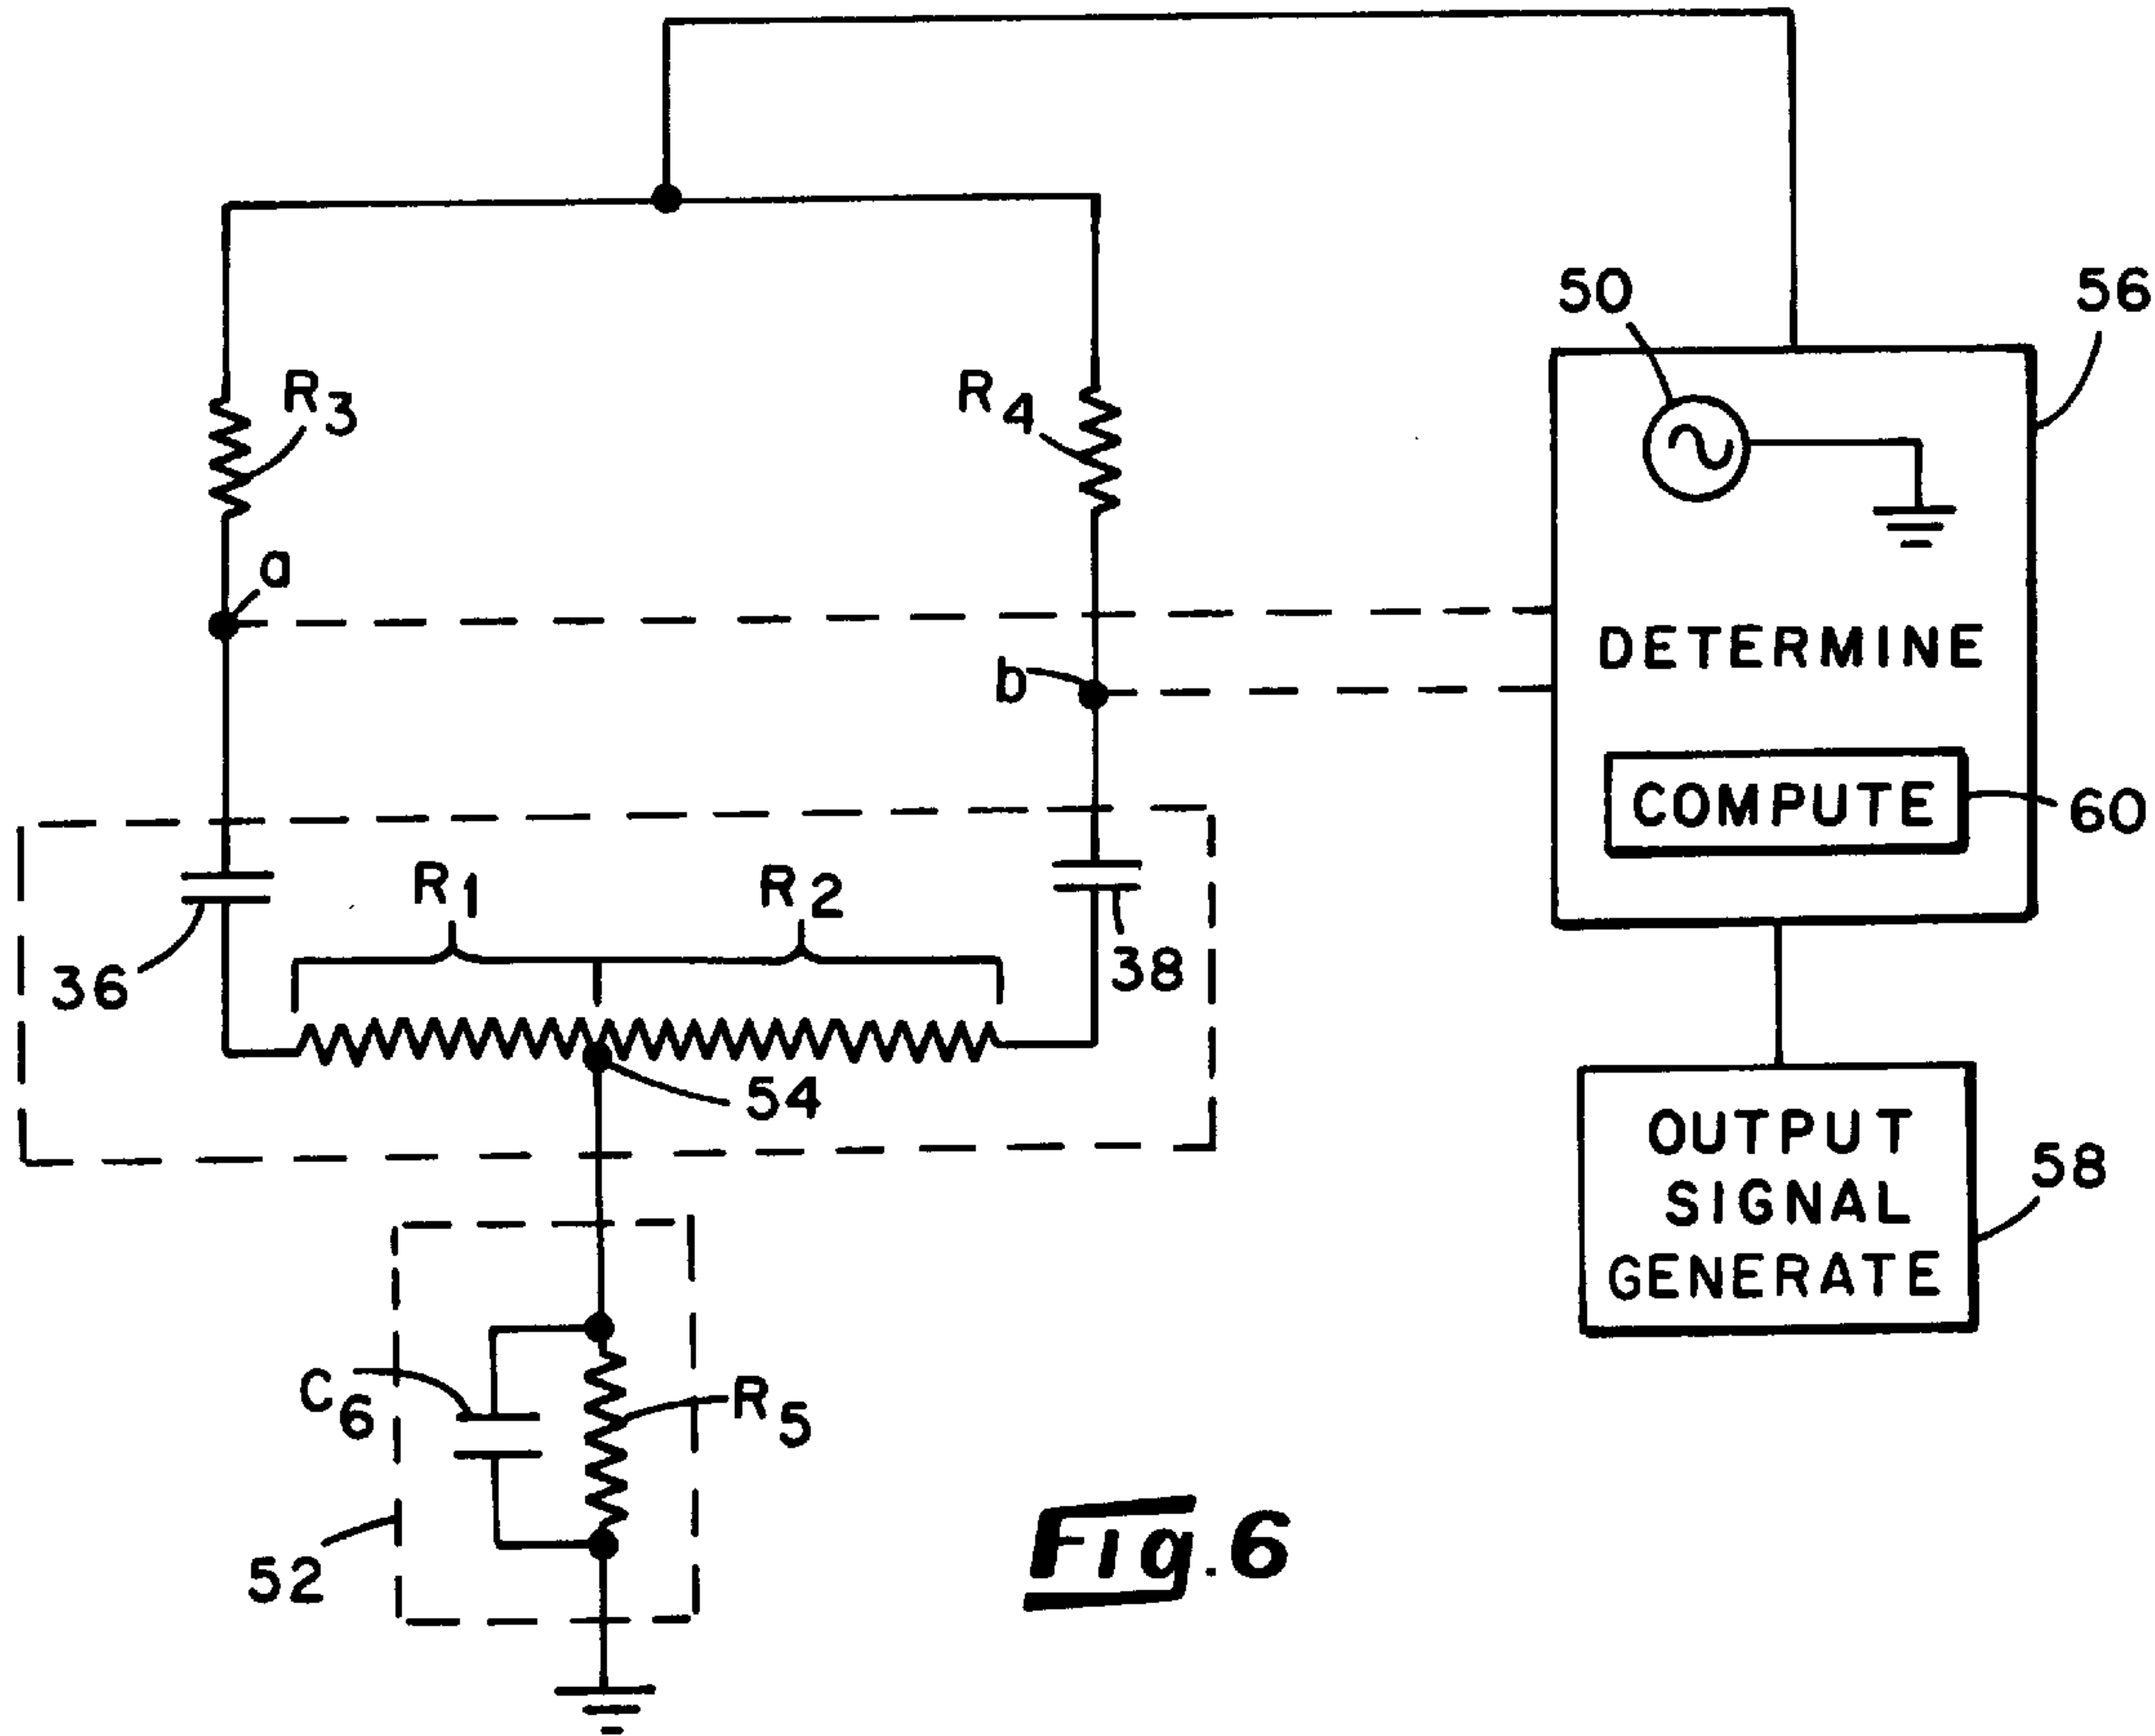 50
56
R3
R4
a
DETERMINE
b
COMPUTE
60
R1
R2
36
38
54
OUTPUT
SIGNAL
GENERATE
58
C6
R5
52
Fig. 6